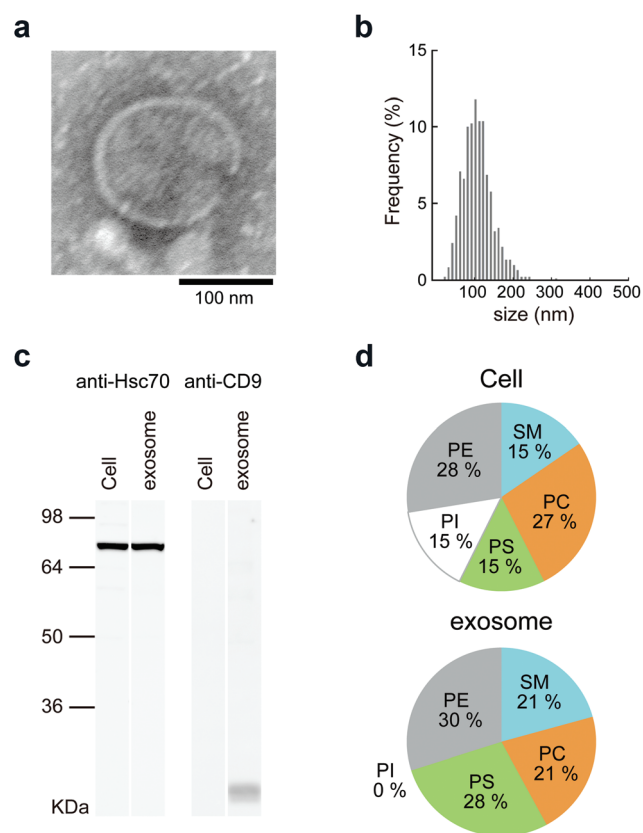 a
100 nm
b
15
10
5
0
Frequency (%)
100 200 300 400 500
size (nm)
c
anti-Hsc70 anti-CD9
Cell
exosome
Cell
exosome
98
64
50
36
KDa
d
Cell
SM
15 %
PC
27 %
PS
15 %
PI
15 %
PE
28 %
exosome
SM
21 %
PC
21 %
PS
28 %
PI
0 %
PE
30 %